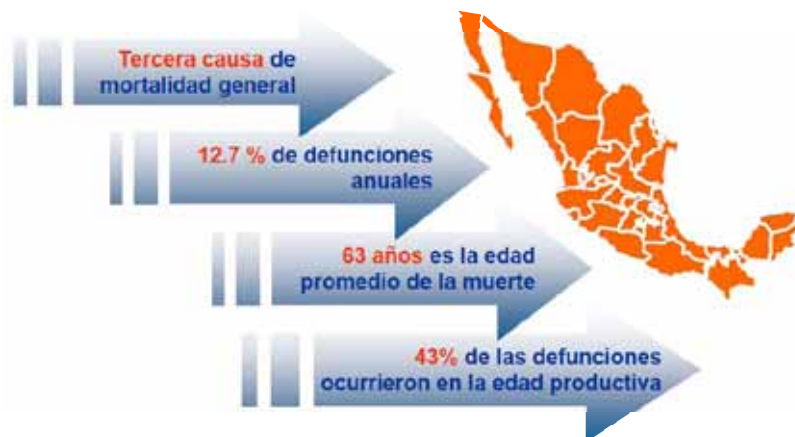 Tercera causa de
mortalidad general
12.7 % de defunciones
anuales
63 años es la edad
promedio de la muerte
43% de las defunciones
ocurrieron en la edad productiva